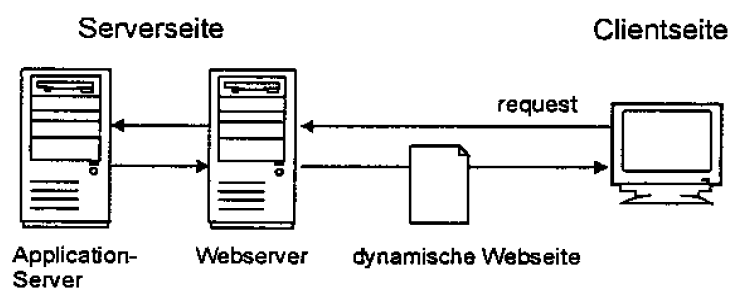 Serverseite
Clientseite
request
Application-
Server
Webserver
dynamische Webseite